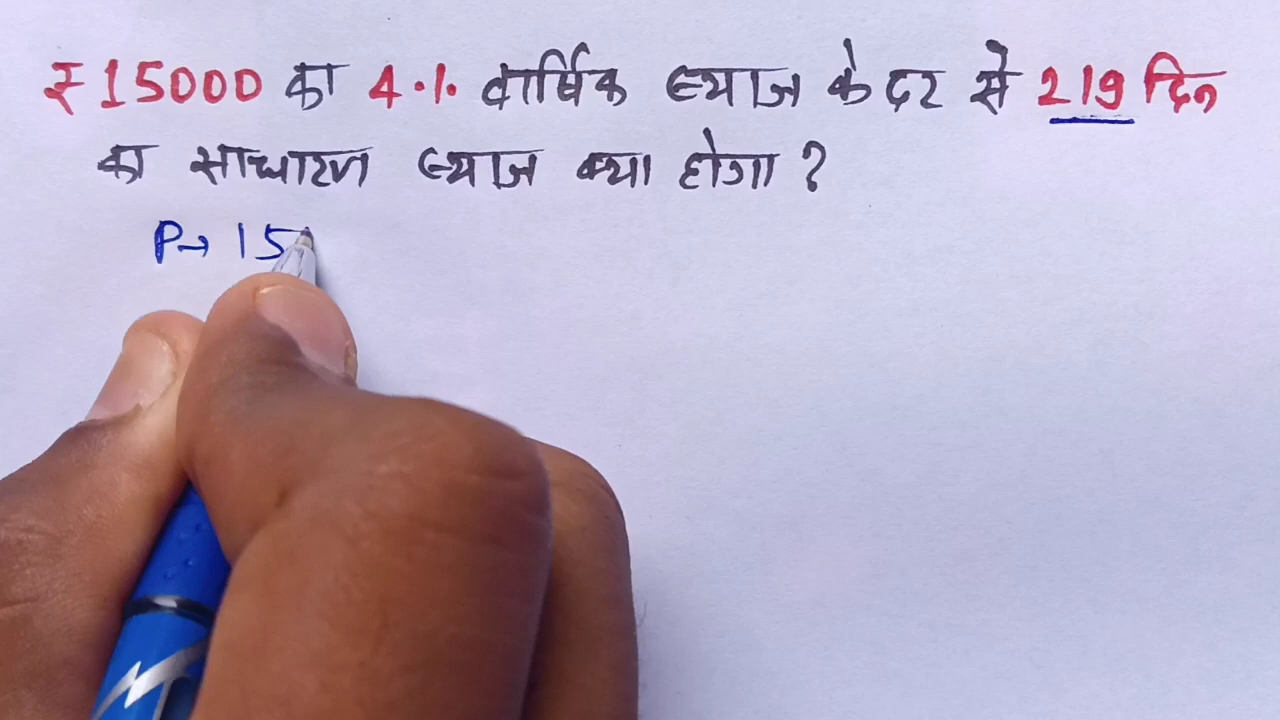 ₹15000 का 4% वार्षिक ब्याज के दर से 219 दिन
का साधारण ब्याज क्या होगा ?
P→ 15